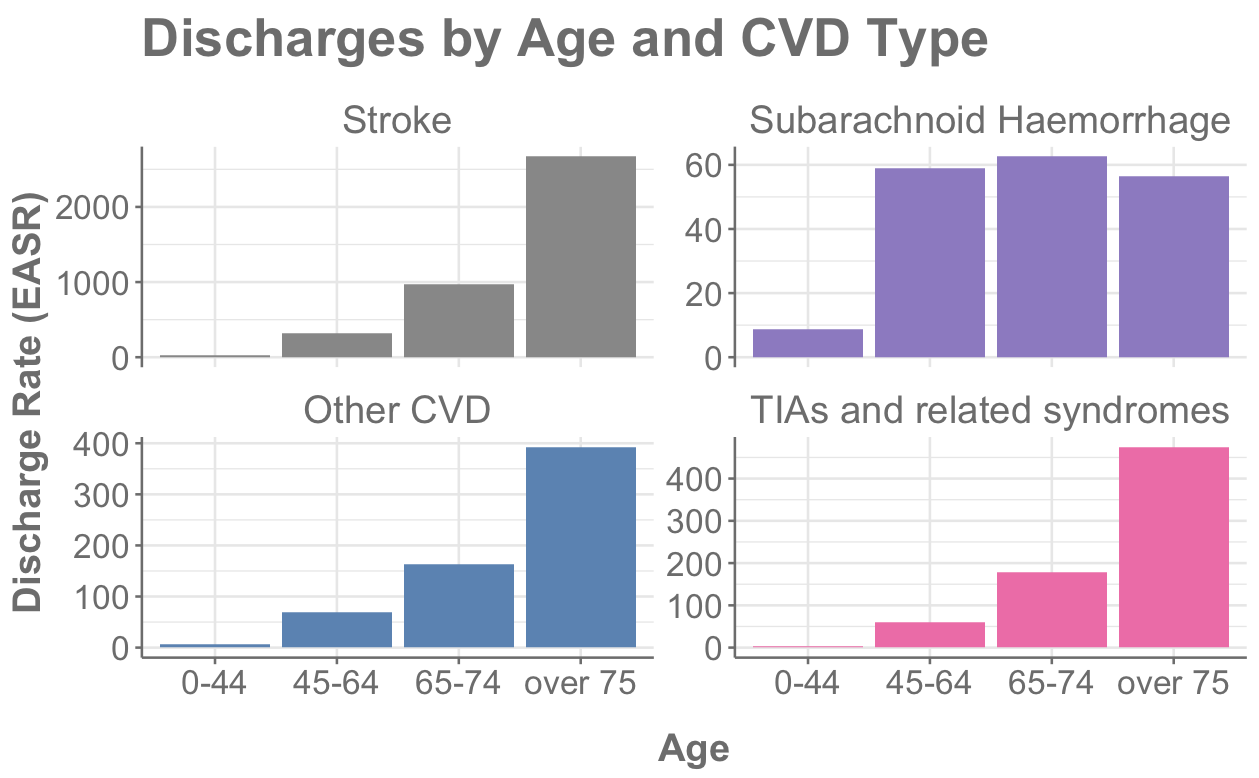 Discharges by Age and CVD Type
Stroke
Subarachnoid Haemorrhage
Discharge Rate (EASR)
2000
1000
0
60
40
20
0
Other CVD
TIAs and related syndromes
400
300
200
100
0
400
300
200
100
0
0-44 45-64 65-74 over 75
0-44 45-64 65-74 over 75
Age